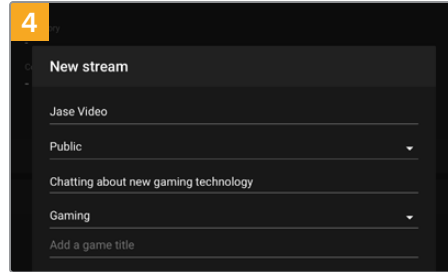 4
New stream
Jase Video
Public
Chatting about new gaming technology
Gaming
Add a game title